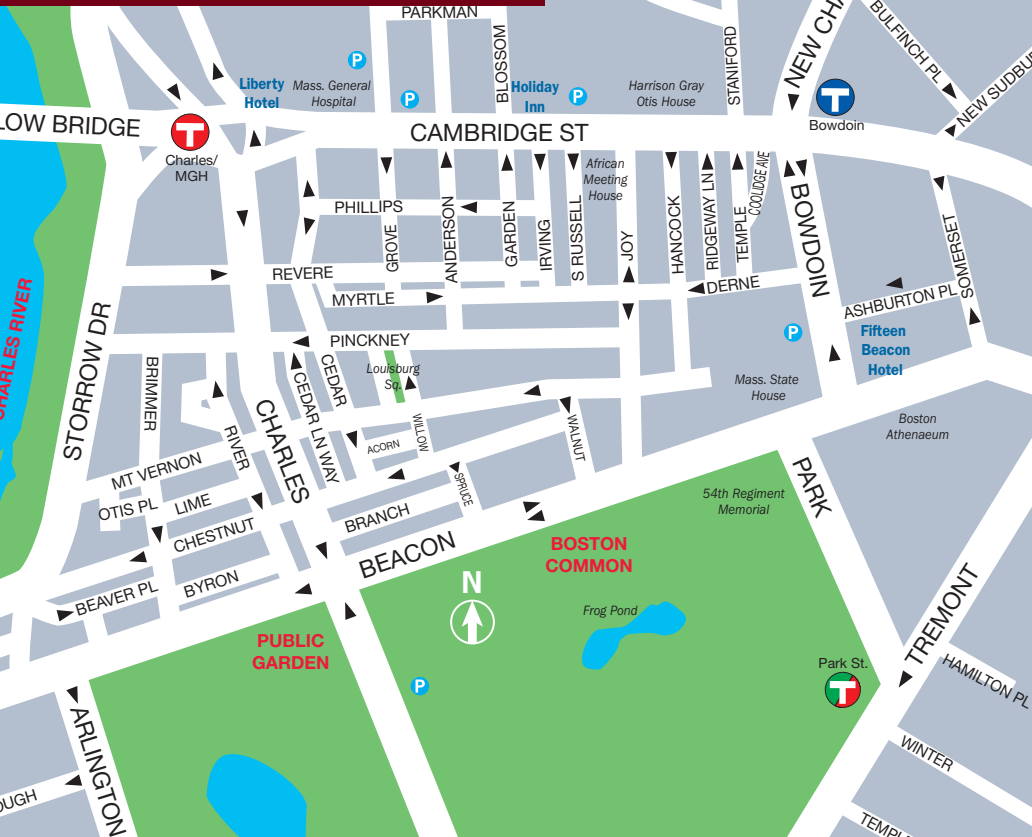 PARKMAN
BLOSSOM
STANIFORD
NEW CH
BULFINCH PL
NEW SUDBUR
P
P
P
Liberty
Hotel
Mass. General
Hospital
Holiday
Inn
Harrison Gray
Otis House
T
Bowdoin
LOW BRIDGE
T
Charles/
MGH
CAMBRIDGE ST
African
Meeting
House
COOLIDGE AVE
PHILLIPS
GROVE
ANDERSON
GARDEN
IRVING
S RUSSELL
JOY
HANCOCK
RIDGEWAY LN
TEMPLE
BOWDOIN
SOMERSET
REVERE
MYRTLE
DERNE
ASHBURTON PL
CHARLES RIVER
STORROW DR
PINCKNEY
P
Fifteen
Beacon
Hotel
BRIMMER
CEDAR
Louisburg
Sq.
Mass. State
House
CEDAR LN WAY
CHARLES
RIVER
ACORN
WILLOW
WALNUT
Boston
Athenaeum
MT VERNON
OTIS PL
LIME
CHESTNUT
SPRUCE
BRANCH
PARK
54th Regiment
Memorial
BEACON
BOSTON
COMMON
BEAVER PL
BYRON
N
Frog Pond
TREMONT
PUBLIC
GARDEN
Park St.
T
HAMILTON PL
P
ARLINGTON
WINTER
OUGH
TEMPL